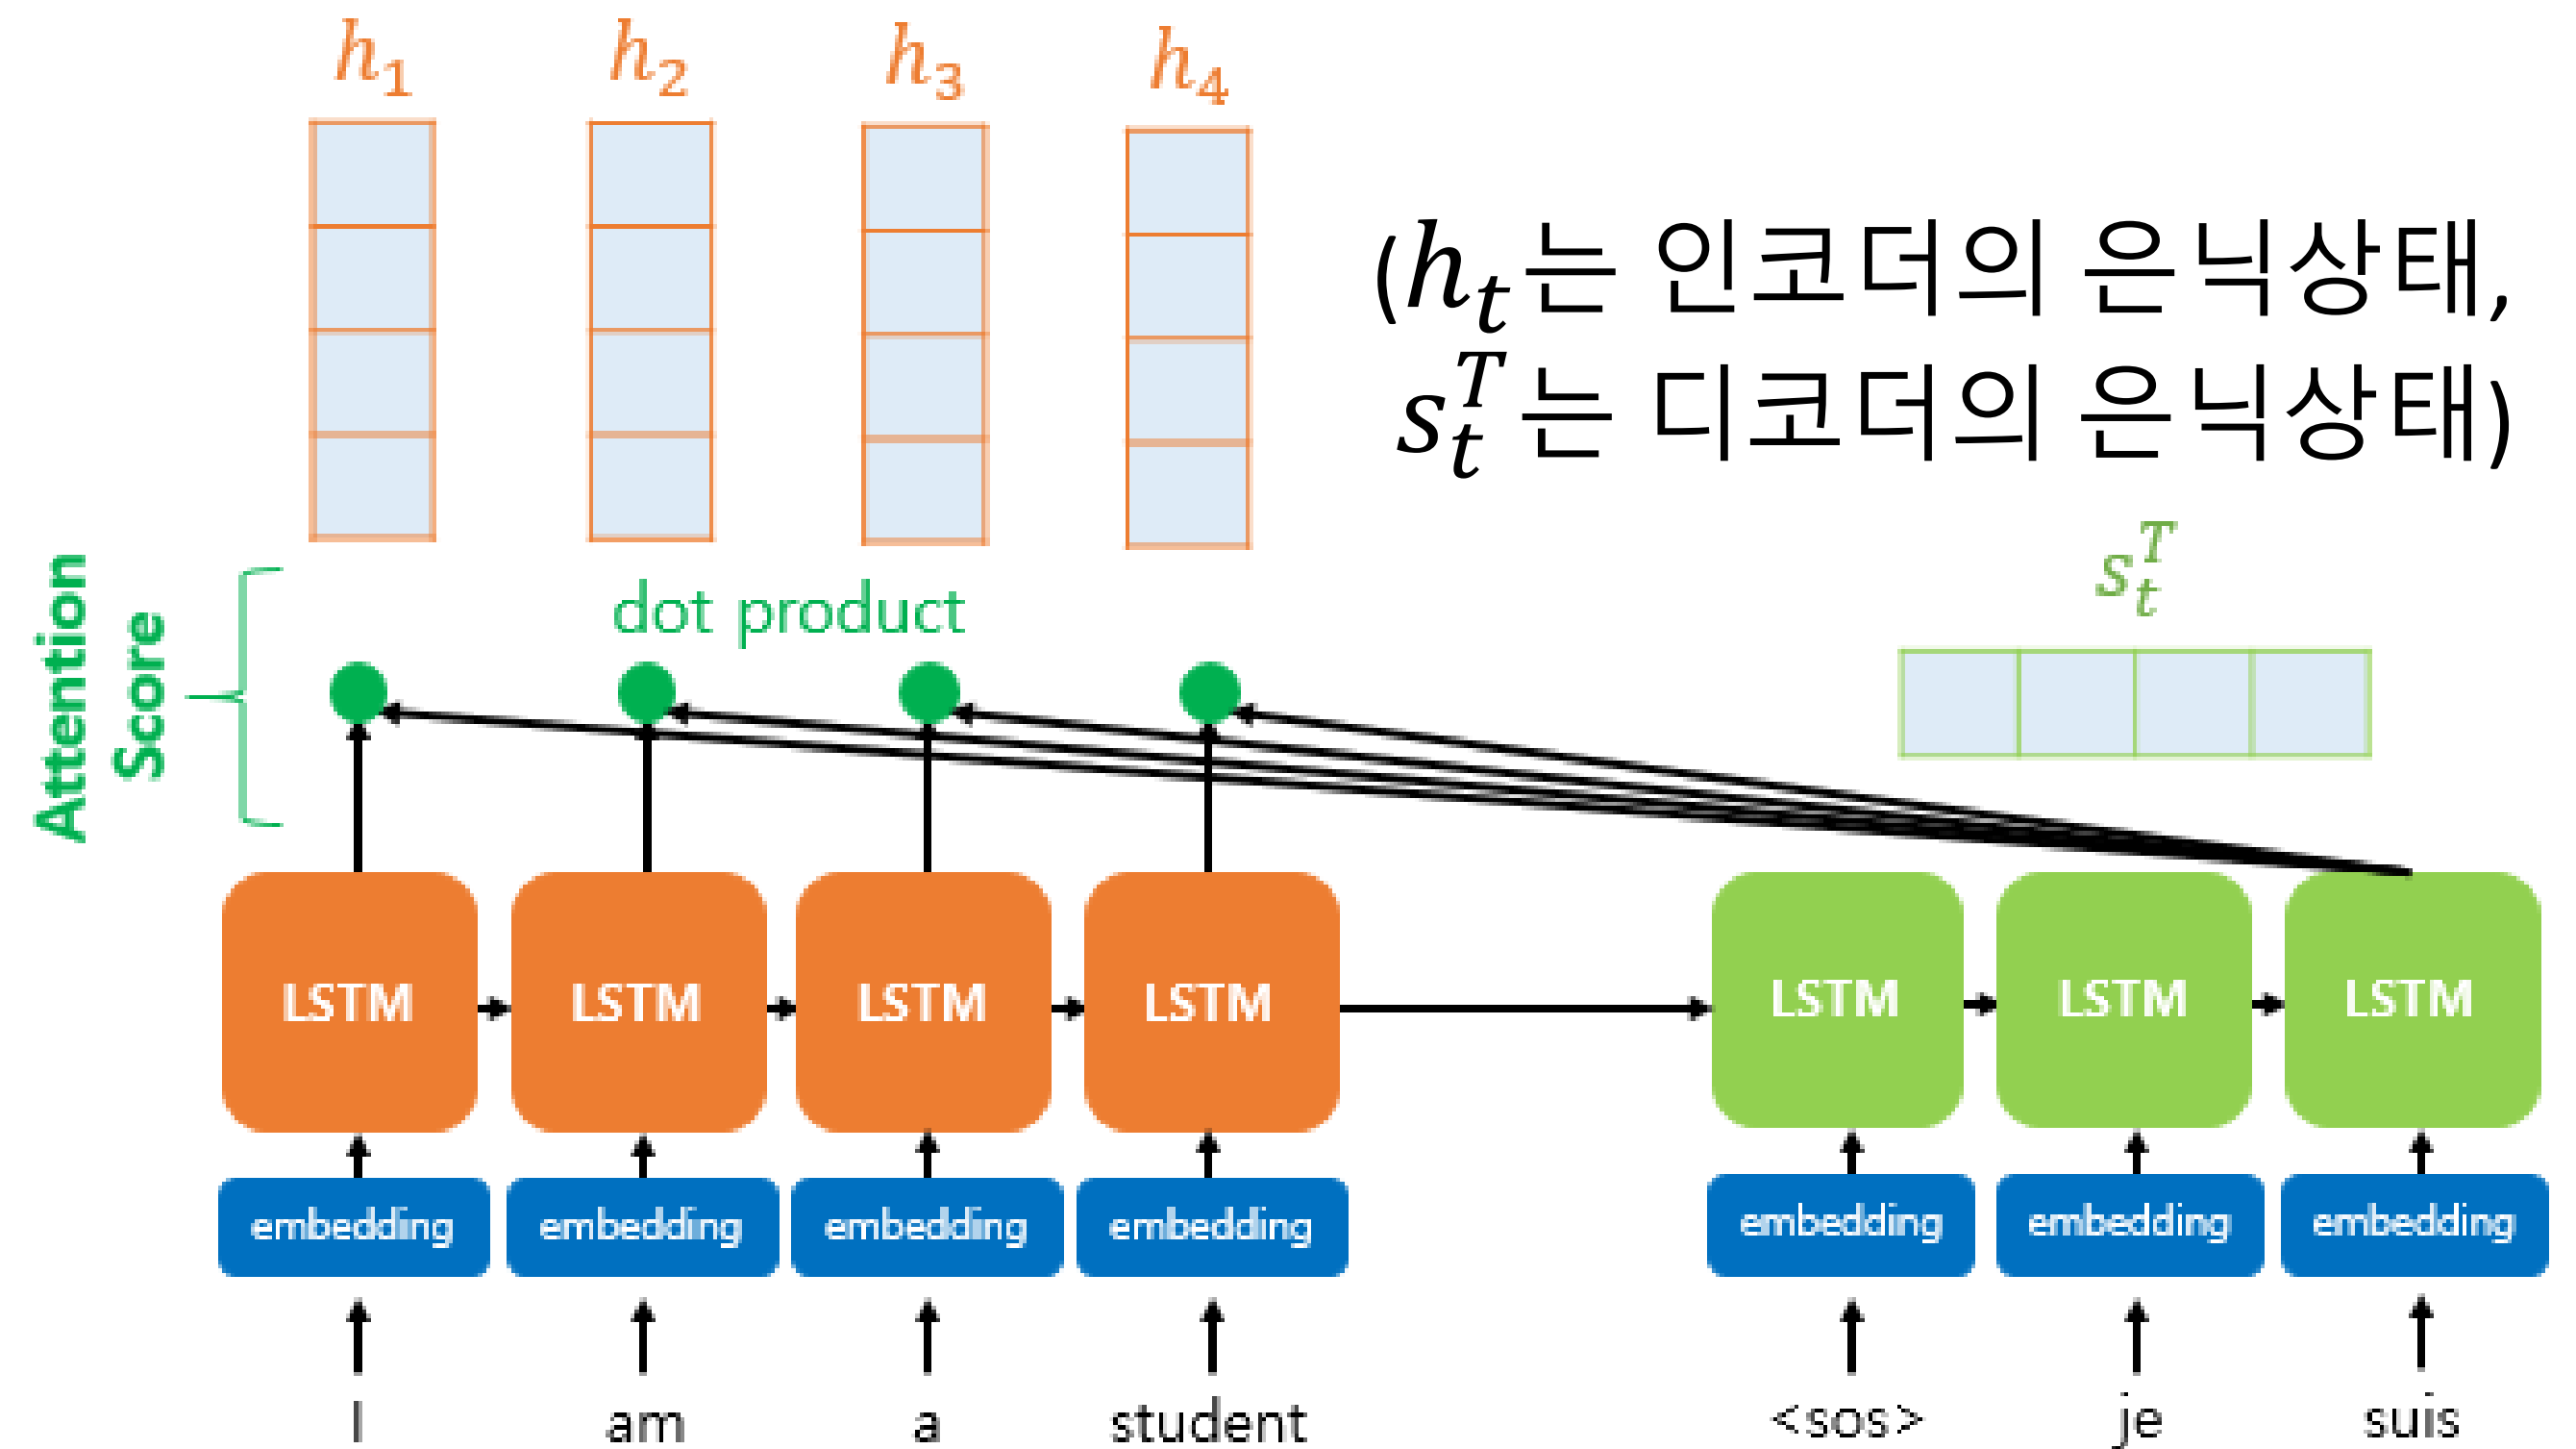 h₁ h₂ h₃ h₄
(hₜ는 인코더의 은닉상태,
sₜᵀ는 디코더의 은닉상태)
Attention
Score
dot product
sₜᵀ
LSTM LSTM LSTM LSTM LSTM LSTM LSTM
embedding embedding embedding embedding embedding embedding embedding
I am a student <sos> je suis